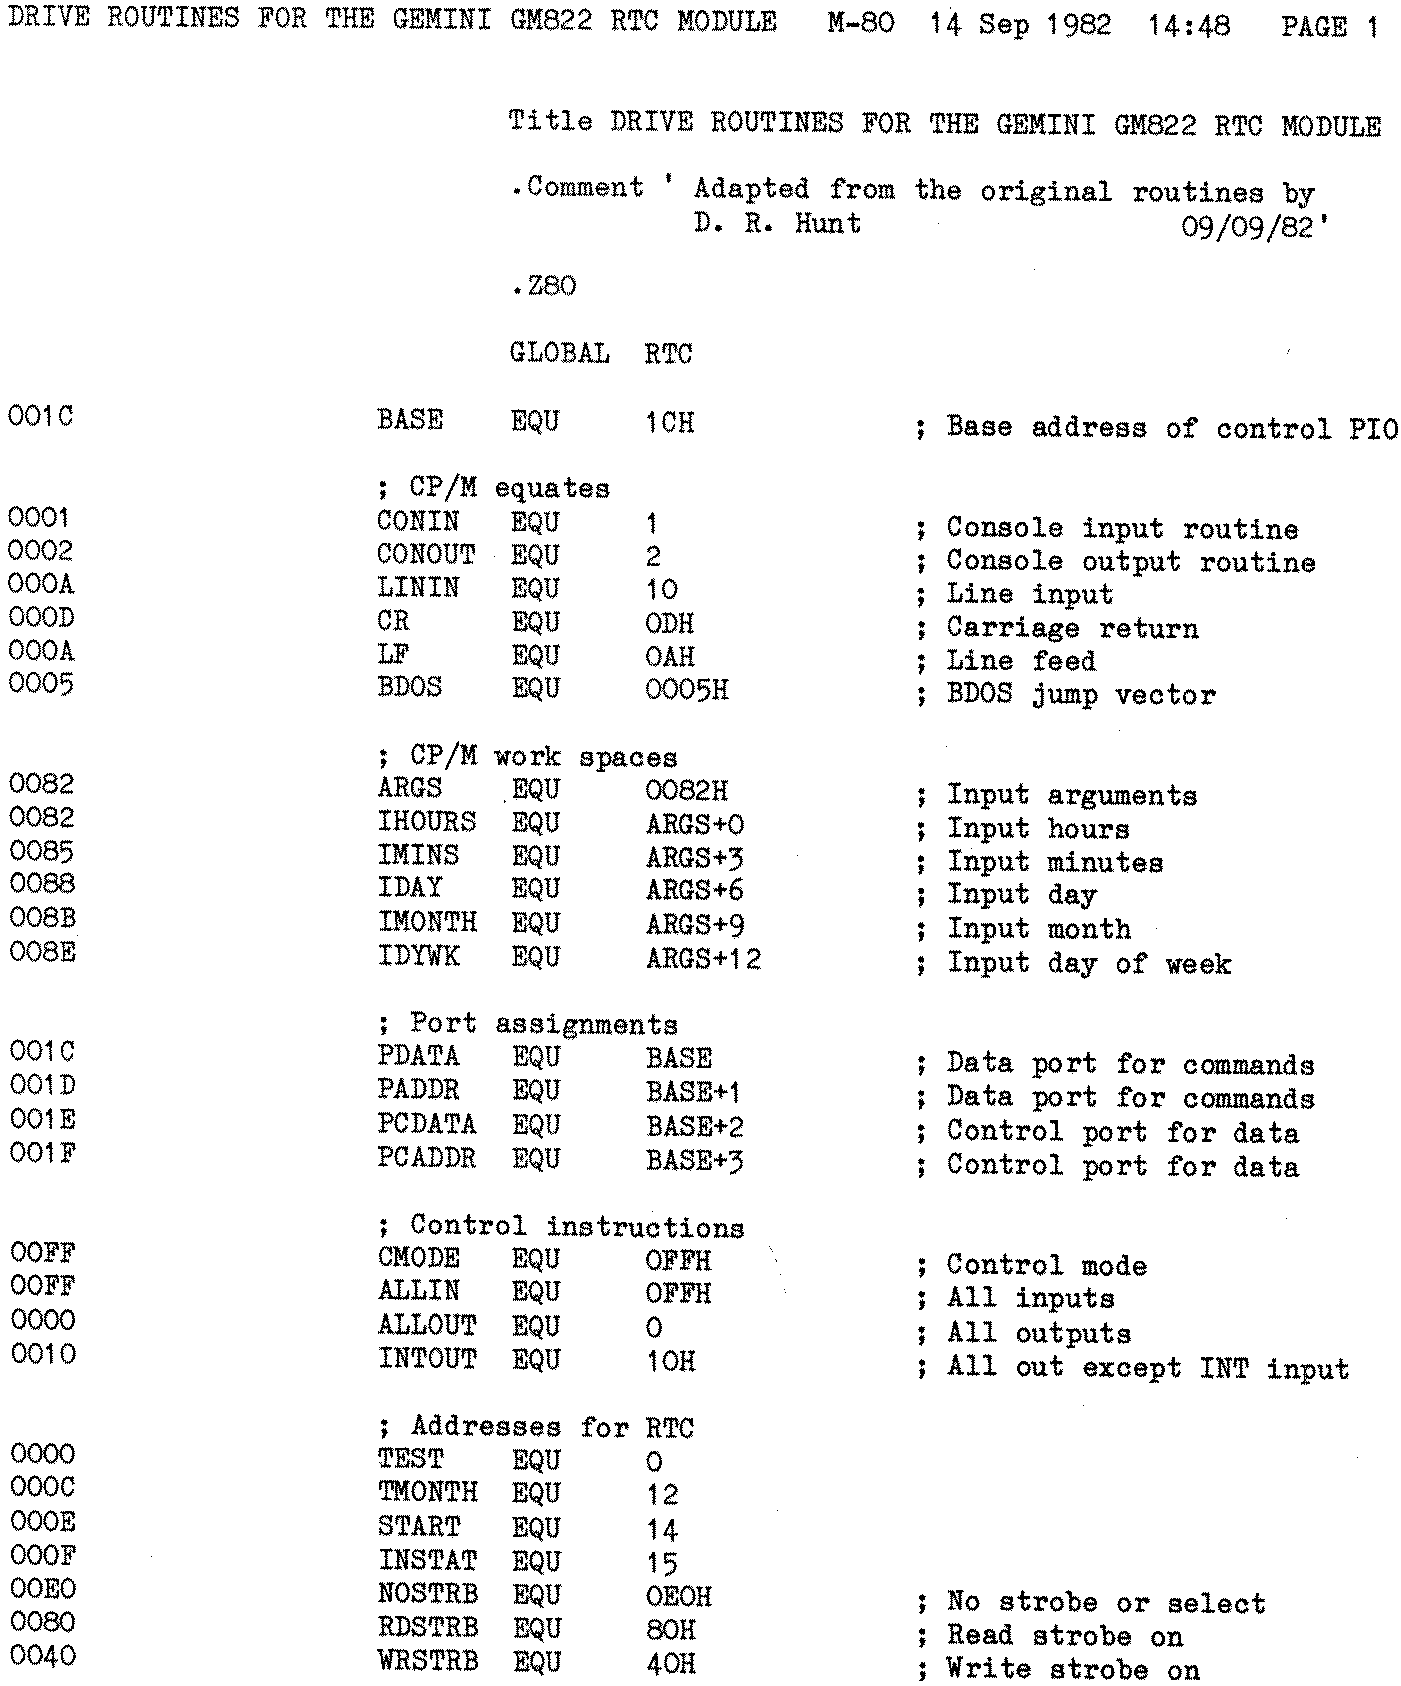 DRIVE ROUTINES FOR THE GEMINI GM822 RTC MODULE M-80 14 Sep 1982 14:48 PAGE 1
Title DRIVE ROUTINES FOR THE GEMINI GM822 RTC MODULE
.Comment ' Adapted from the original routines by
D. R. Hunt 09/09/82'
.Z80
GLOBAL RTC
001C BASE EQU 1CH ; Base address of control PIO
; CP/M equates
0001 CONIN EQU 1 ; Console input routine
0002 CONOUT EQU 2 ; Console output routine
000A LININ EQU 10 ; Line input
000D CR EQU 0DH ; Carriage return
000A LF EQU 0AH ; Line feed
0005 BDOS EQU 0005H ; BDOS jump vector
; CP/M work spaces
0082 ARGS EQU 0082H ; Input arguments
0082 IHOURS EQU ARGS+0 ; Input hours
0085 IMINS EQU ARGS+3 ; Input minutes
0088 IDAY EQU ARGS+6 ; Input day
008B IMONTH EQU ARGS+9 ; Input month
008E IDYWK EQU ARGS+12 ; Input day of week
; Port assignments
001C PDATA EQU BASE ; Data port for commands
001D PADDR EQU BASE+1 ; Data port for commands
001E PCDATA EQU BASE+2 ; Control port for data
001F PCADDR EQU BASE+3 ; Control port for data
; Control instructions
00FF CMODE EQU 0FFH ; Control mode
00FF ALLIN EQU 0FFH ; All inputs
0000 ALLOUT EQU 0 ; All outputs
0010 INTOUT EQU 10H ; All out except INT input
; Addresses for RTC
0000 TEST EQU 0
000C TMONTH EQU 12
000E START EQU 14
000F INSTAT EQU 15
00E0 NOSTRB EQU 0E0H ; No strobe or select
0080 RDSTRB EQU 80H ; Read strobe on
0040 WRSTRB EQU 40H ; Write strobe on